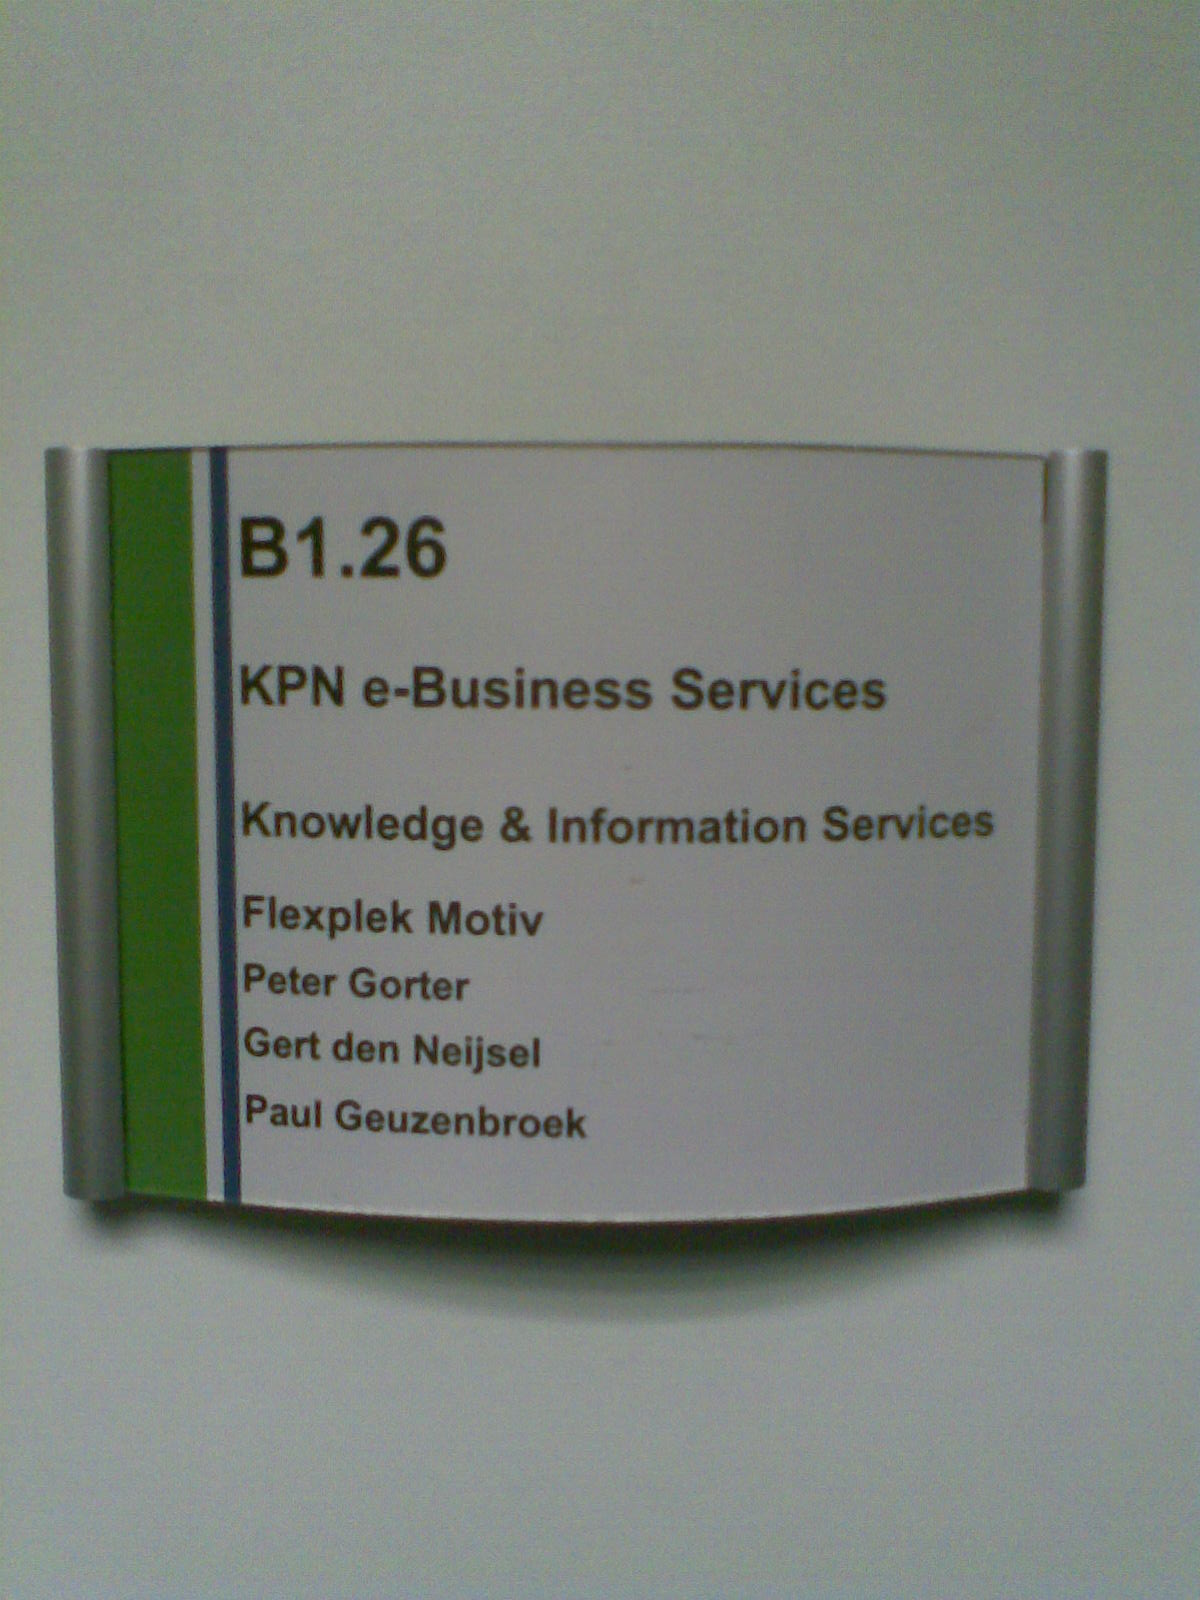 B1.26
KPN e-Business Services
Knowledge & Information Services
Flexplek Motiv
Peter Gorter
Gert den Neijsel
Paul Geuzenbroek